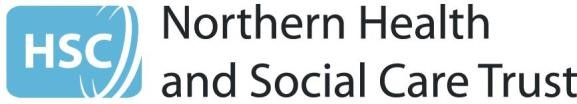 HSC
Northern Health
and Social Care Trust